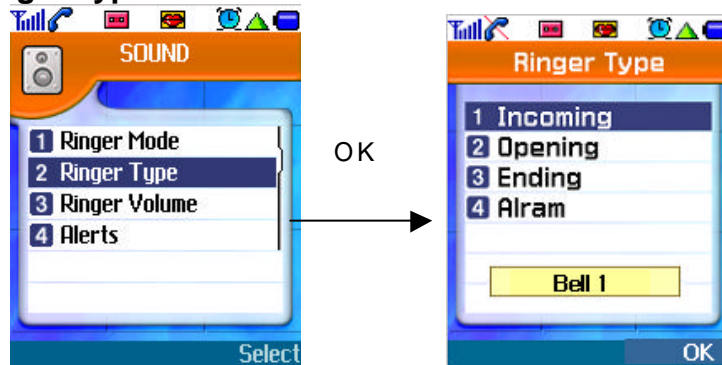 SOUND
1 Ringer Mode
2 Ringer Type
3 Ringer Volume
4 Alerts
Select
OK
Ringer Type
1 Incoming
2 Opening
3 Ending
4 Alram
Bell 1
OK